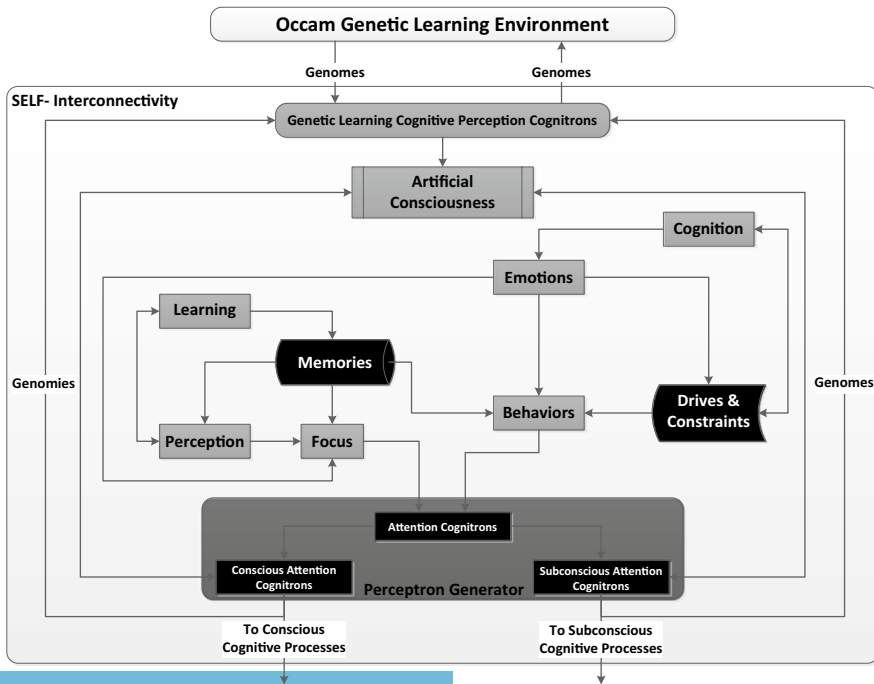 Occam Genetic Learning Environment
Genomes
Genomes
SELF- Interconnectivity
Genetic Learning Cognitive Perception Cognitrons
Artificial
Consciousness
Cognition
Emotions
Learning
Memories
Genomies
Genomes
Drives &
Constraints
Behaviors
Perception
Focus
Attention Cognitrons
Conscious Attention
Cognitrons
Subconscious Attention
Cognitrons
Perceptron Generator
To Conscious
Cognitive Processes
To Subconscious
Cognitive Processes